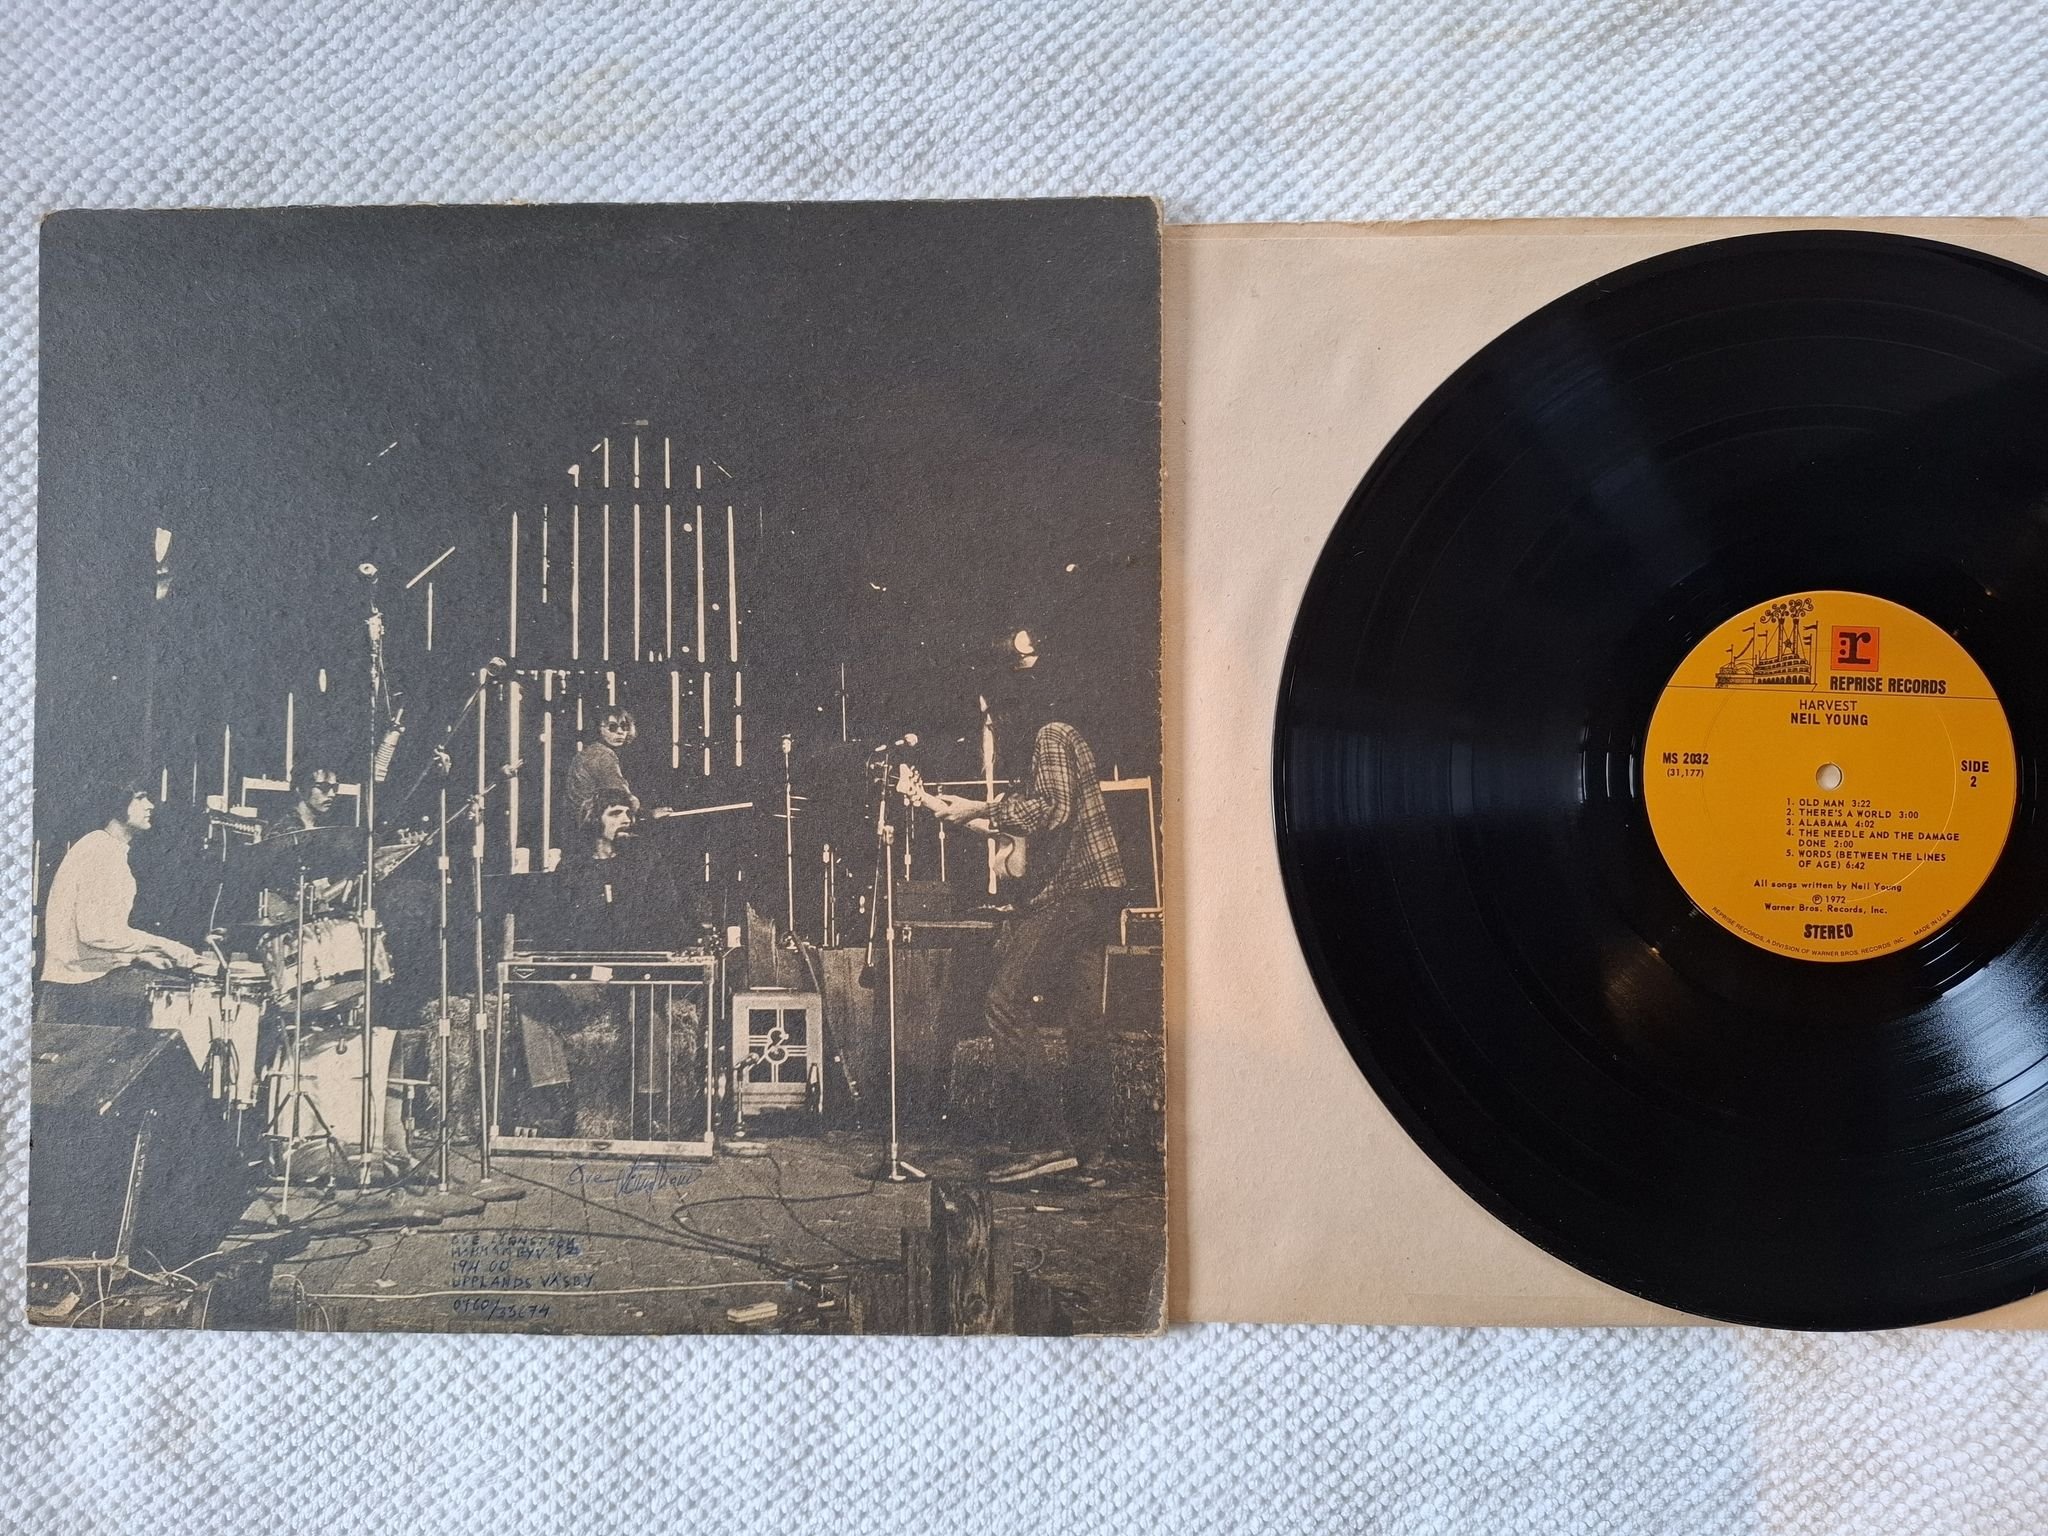 Ove
194 00
UPPLANDS VÄSBY
r
REPRISE RECORDS
HARVEST
NEIL YOUNG
MS 2032
(31,177)
SIDE
2
1. OLD MAN 3:22
2. THERE'S A WORLD 3:00
3. ALABAMA 4:02
4. THE NEEDLE AND THE DAMAGE
DONE 2:00
5. WORDS (BETWEEN THE LINES
OF AGE) 6:42
All songs written by Neil Young
℗ 1972
Warner Bros. Records, Inc.
STEREO
REPRISE RECORDS, A DIVISION OF WARNER BROS. RECORDS INC. MADE IN U.S.A.